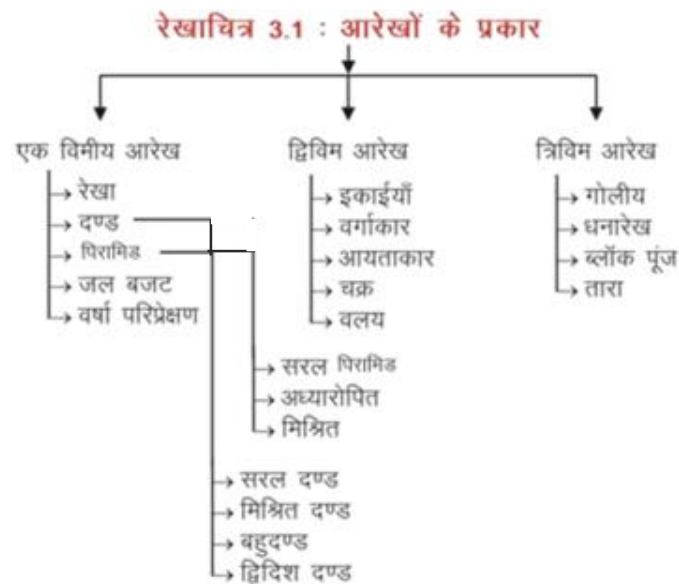 रेखाचित्र 3.1 : आरेखों के प्रकार
एक विमीय आरेख
रेखा
दण्ड
पिरामिड
जल बजट
वर्षा परिप्रेक्षण
द्विविम आरेख
इकाईयाँ
वर्गाकार
आयताकार
चक्र
वलय
त्रिविम आरेख
गोलीय
धनारेख
ब्लॉक पूंज
तारा
सरल पिरामिड
अध्यारोपित
मिश्रित
सरल दण्ड
मिश्रित दण्ड
बहुदण्ड
द्विदिश दण्ड